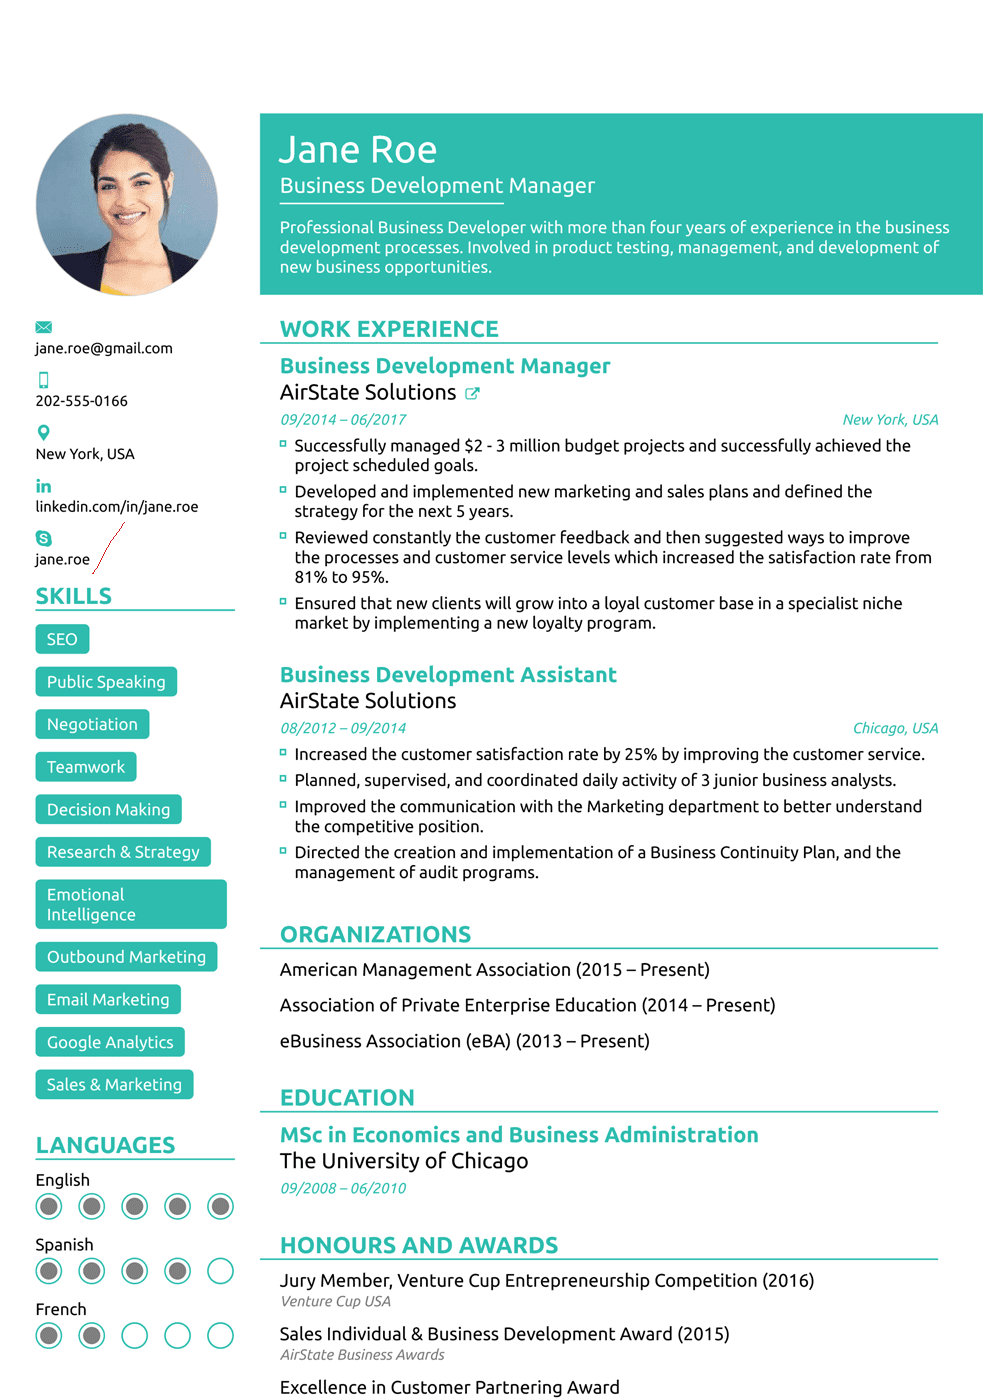 Jane Roe
Business Development Manager
Professional Business Developer with more than four years of experience in the business
development processes. Involved in product testing, management, and development of
new business opportunities.
jane.roe@gmail.com
202-555-0166
New York, USA
in
linkedin.com/in/jane.roe
S
jane.roe
SKILLS
SEO
Public Speaking
Negotiation
Teamwork
Decision Making
Research & Strategy
Emotional
Intelligence
Outbound Marketing
Email Marketing
Google Analytics
Sales & Marketing
LANGUAGES
English
Spanish
French
WORK EXPERIENCE
Business Development Manager
AirState Solutions
09/2014 – 06/2017 New York, USA
Successfully managed $2 - 3 million budget projects and successfully achieved the
project scheduled goals.
Developed and implemented new marketing and sales plans and defined the
strategy for the next 5 years.
Reviewed constantly the customer feedback and then suggested ways to improve
the processes and customer service levels which increased the satisfaction rate from
81% to 95%.
Ensured that new clients will grow into a loyal customer base in a specialist niche
market by implementing a new loyalty program.
Business Development Assistant
AirState Solutions
08/2012 – 09/2014 Chicago, USA
Increased the customer satisfaction rate by 25% by improving the customer service.
Planned, supervised, and coordinated daily activity of 3 junior business analysts.
Improved the communication with the Marketing department to better understand
the competitive position.
Directed the creation and implementation of a Business Continuity Plan, and the
management of audit programs.
ORGANIZATIONS
American Management Association (2015 – Present)
Association of Private Enterprise Education (2014 – Present)
eBusiness Association (eBA) (2013 – Present)
EDUCATION
MSc in Economics and Business Administration
The University of Chicago
09/2008 – 06/2010
HONOURS AND AWARDS
Jury Member, Venture Cup Entrepreneurship Competition (2016)
Venture Cup USA
Sales Individual & Business Development Award (2015)
AirState Business Awards
Excellence in Customer Partnering Award